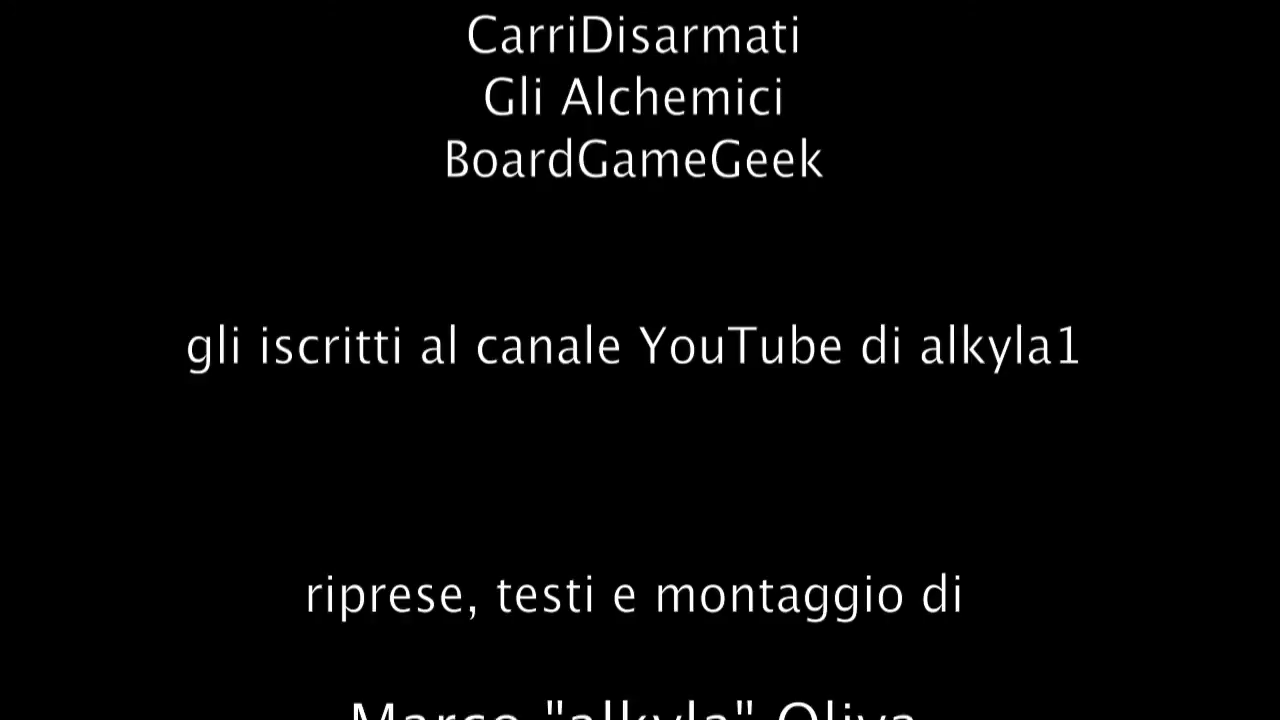 CarriDisarmati
Gli Alchemici
BoardGameGeek
gli iscritti al canale YouTube di alkyla1
riprese, testi e montaggio di
Marco "alkyla" Oliva